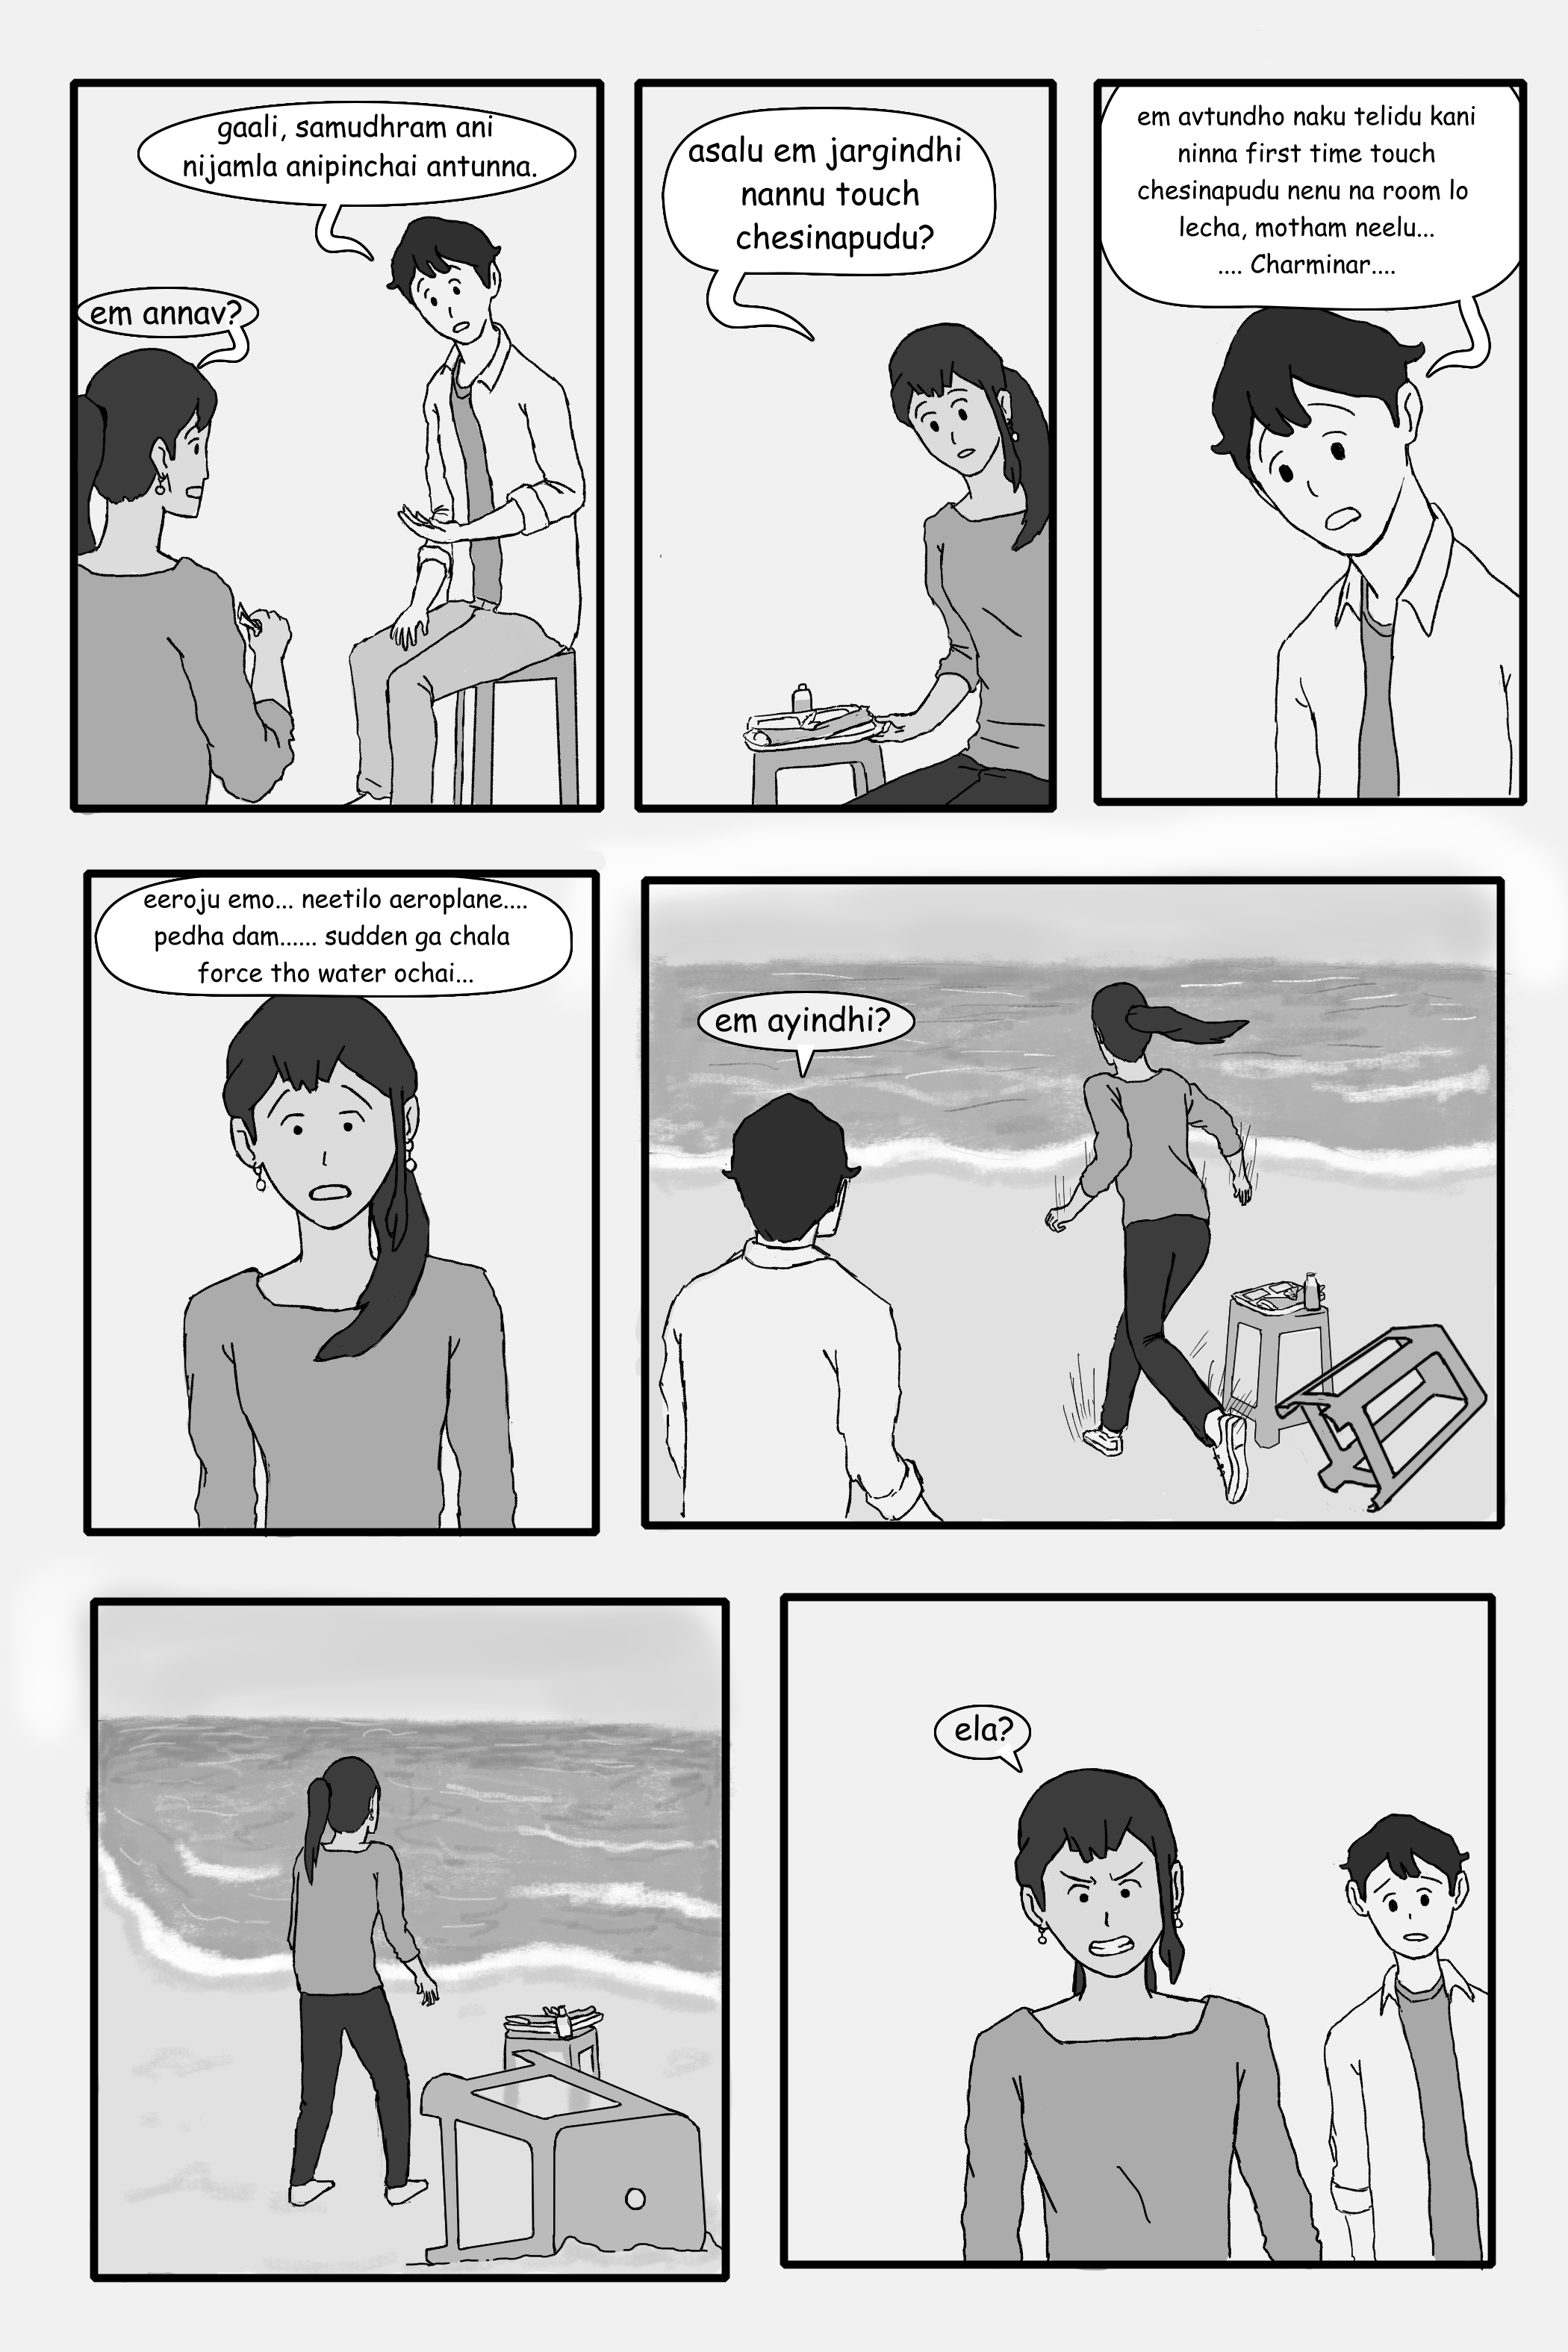 gaali, samudhram ani
nijamla anipinchai antunna.
em annav?
asalu em jargindhi
nannu touch
chesinapudu?
em avtundho naku telidu kani
ninna first time touch
chesinapudu nenu na room lo
lecha, motham neelu...
.... Charminar....
eeroju emo... neetilo aeroplane....
pedha dam...... sudden ga chala
force tho water ochai...
em ayindhi?
ela?